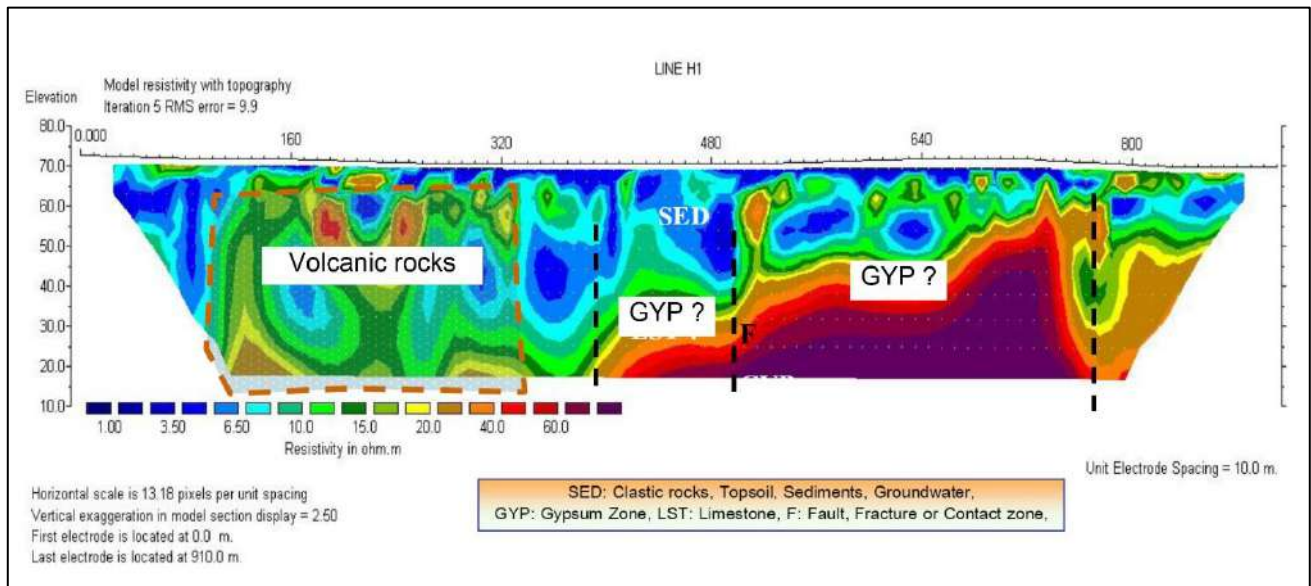 LINE H1
Model resistivity with topography
Elevation
Iteration 5 RMS error = 9.9
80.0
0.000
160
320
480
640
800
70.0
60.0
SED
50.0
Volcanic rocks
GYP ?
40.0
30.0
GYP ?
F
20.0
10.0
1.00 3.50 6.50 10.0 15.0 20.0 40.0 60.0
Resistivity in ohm.m
Unit Electrode Spacing = 10.0 m.
Horizontal scale is 13.18 pixels per unit spacing
Vertical exaggeration in model section display = 2.50
First electrode is located at 0.0 m.
Last electrode is located at 910.0 m.
SED: Clastic rocks, Topsoil, Sediments, Groundwater,
GYP: Gypsum Zone, LST: Limestone, F: Fault, Fracture or Contact zone,